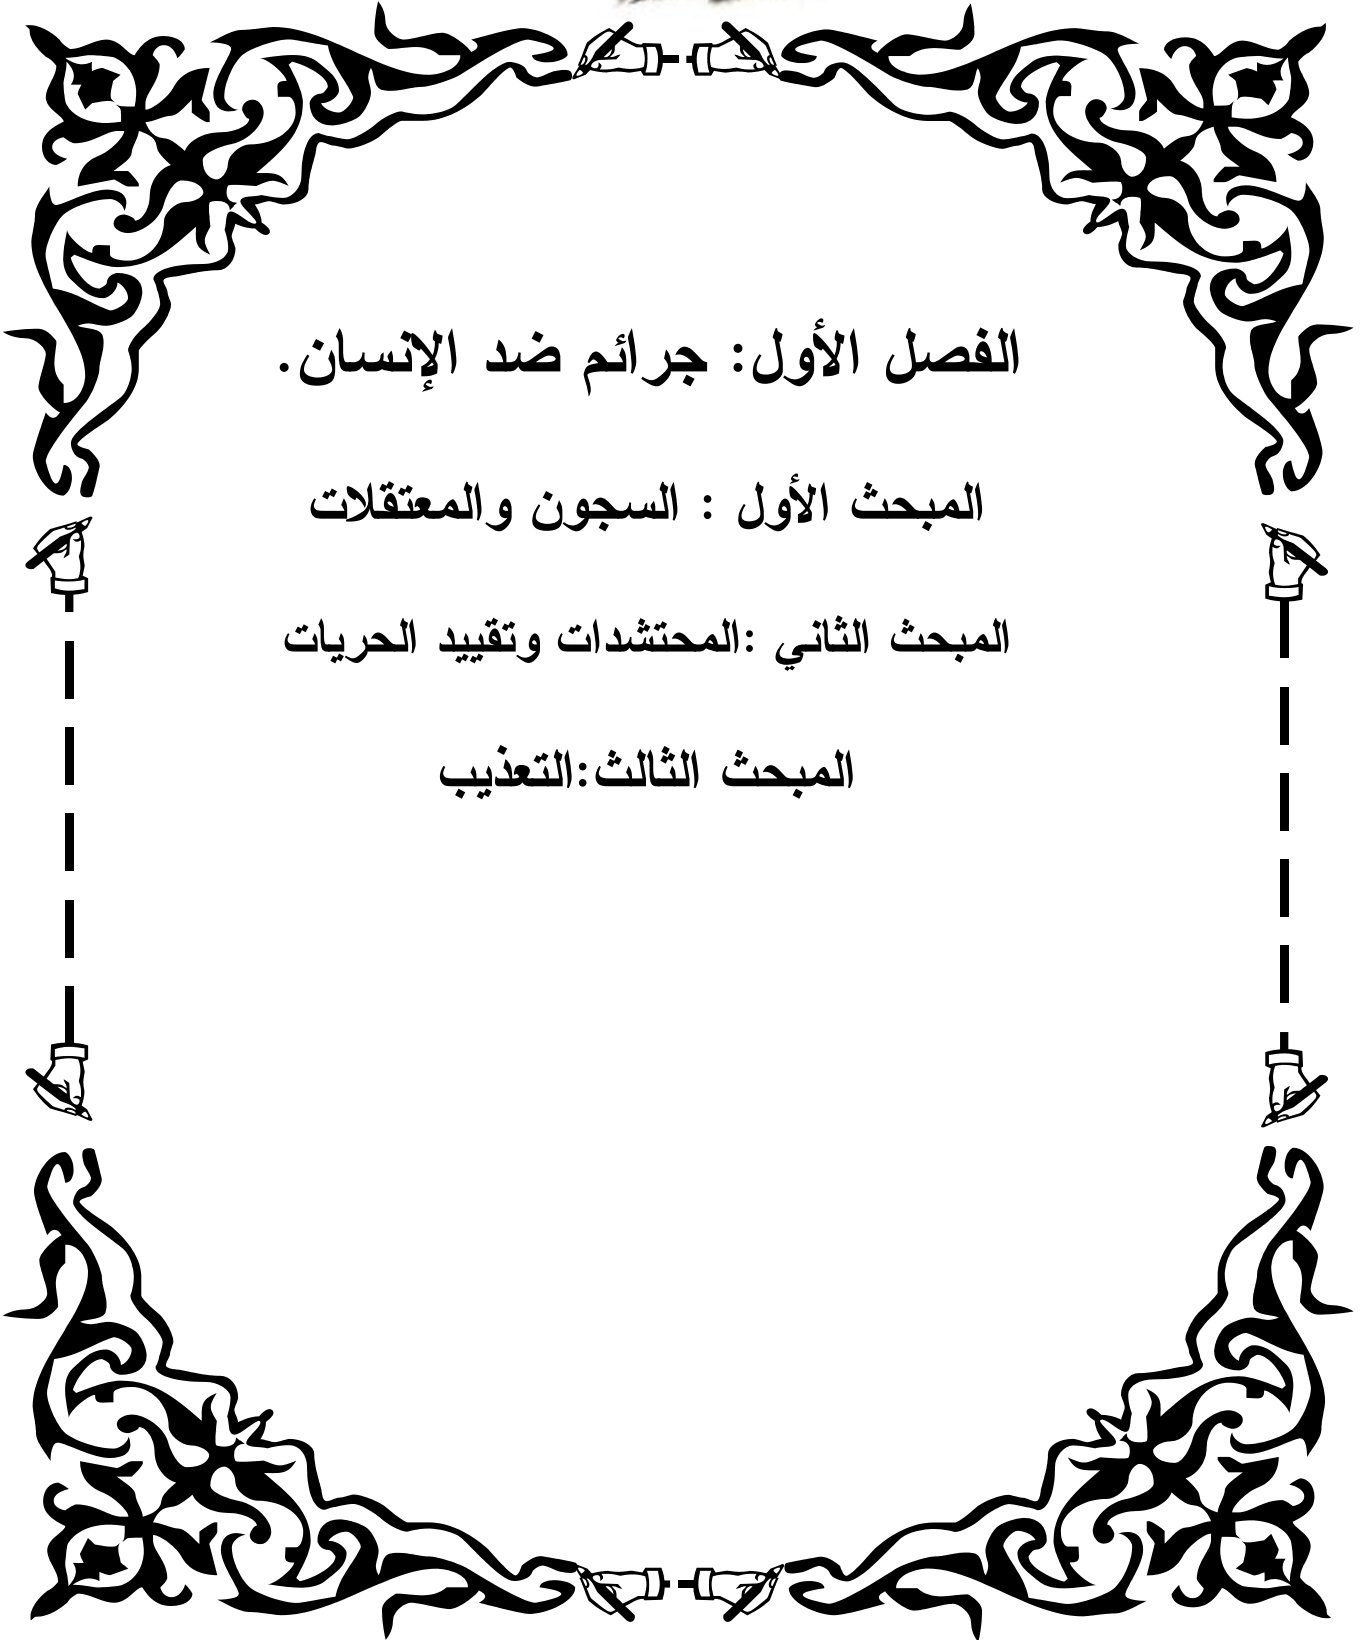 الفصل الأول: جرائم ضد الإنسان.
المبحث الأول : السجون والمعتقلات
المبحث الثاني :المحتشدات وتقييد الحريات
المبحث الثالث:التعذيب